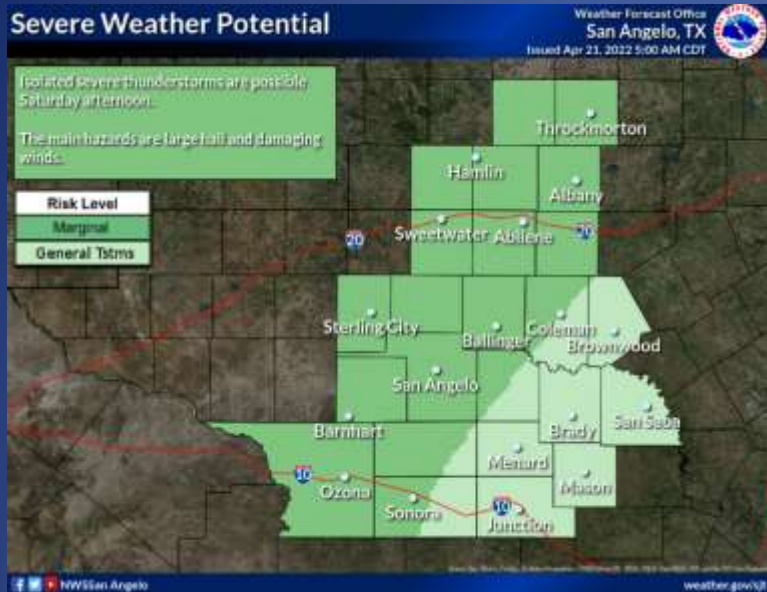 Severe Weather Potential
Weather Forecast Office
San Angelo, TX
Issued Apr 21, 2022 5:00 AM CDT
Isolated severe thunderstorms are possible
Saturday afternoon.
The main hazards are large hail and damaging
winds.
Risk Level
Marginal
General Tstms
Throckmorton
Hamlin
Albany
20
Sweetwater
Abilene
20
Sterling City
Ballinger
Coleman
Brownwood
San Angelo
Barnhart
Brady
San Saba
Menard
10
Ozona
Mason
Sonora
10
Junction
NWSSan Angelo
weather.gov/sjt